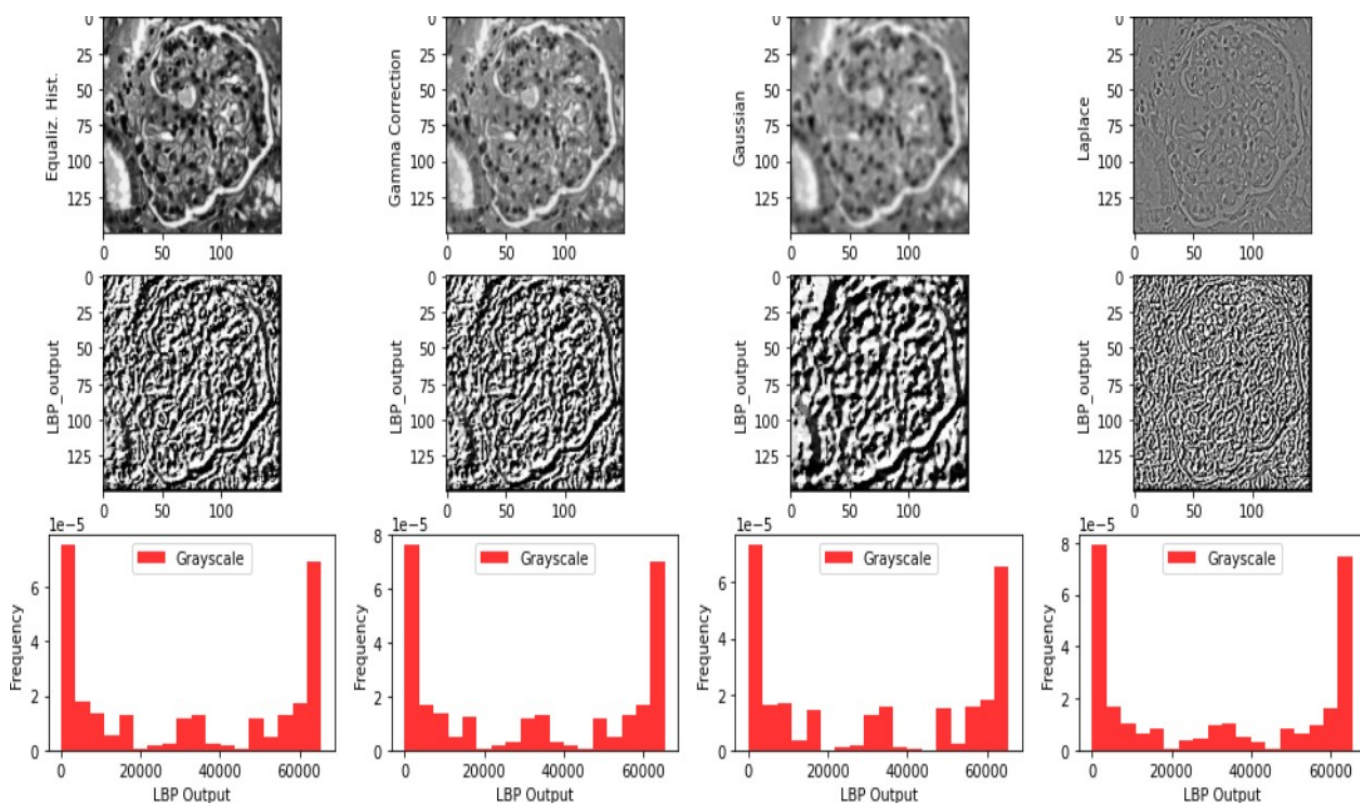 Equaliz. Hist.
0
25
50
75
100
125
0 50 100
Gamma Correction
0
25
50
75
100
125
0 50 100
Gaussian
0
25
50
75
100
125
0 50 100
Laplace
0
25
50
75
100
125
0 50 100
LBP_output
0
25
50
75
100
125
0 50 100
LBP_output
0
25
50
75
100
125
0 50 100
LBP_output
0
25
50
75
100
125
0 50 100
LBP_output
0
25
50
75
100
125
0 50 100
1e-5
Grayscale
Frequency
6
4
2
0
0 20000 40000 60000
LBP Output
1e-5
Grayscale
Frequency
8
6
4
2
0
0 20000 40000 60000
LBP Output
1e-5
Grayscale
Frequency
6
4
2
0
0 20000 40000 60000
LBP Output
1e-5
Grayscale
Frequency
8
6
4
2
0
0 20000 40000 60000
LBP Output